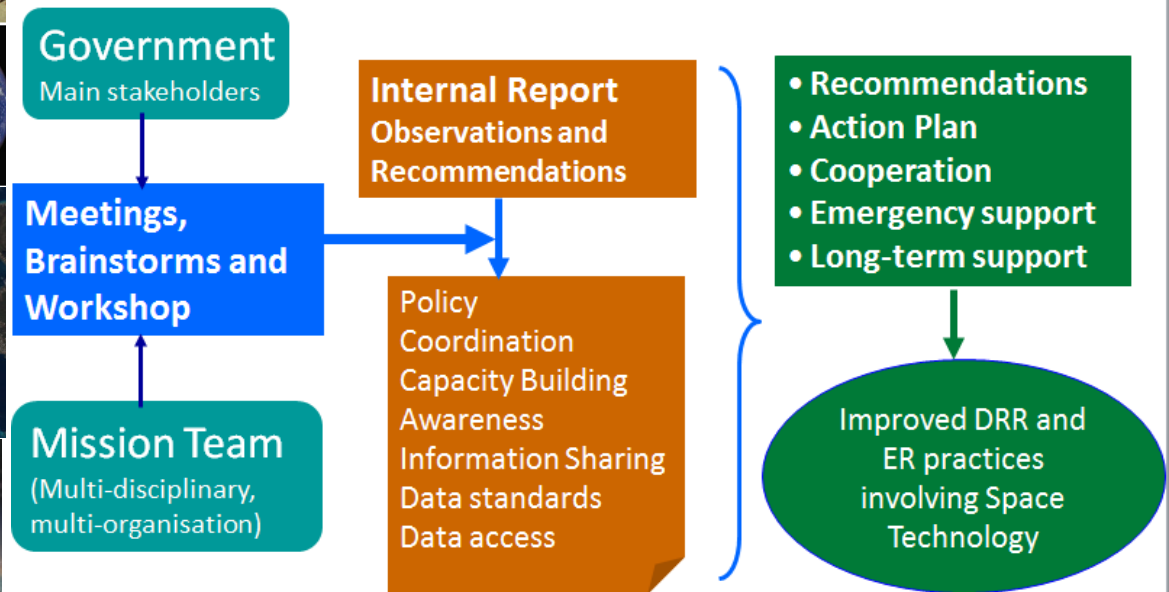 Government
Main stakeholders
Meetings,
Brainstorms and
Workshop
Mission Team
(Multi-disciplinary,
multi-organisation)
Internal Report
Observations and
Recommendations
Policy
Coordination
Capacity Building
Awareness
Information Sharing
Data standards
Data access
• Recommendations
• Action Plan
• Cooperation
• Emergency support
• Long-term support
Improved DRR and
ER practices
involving Space
Technology